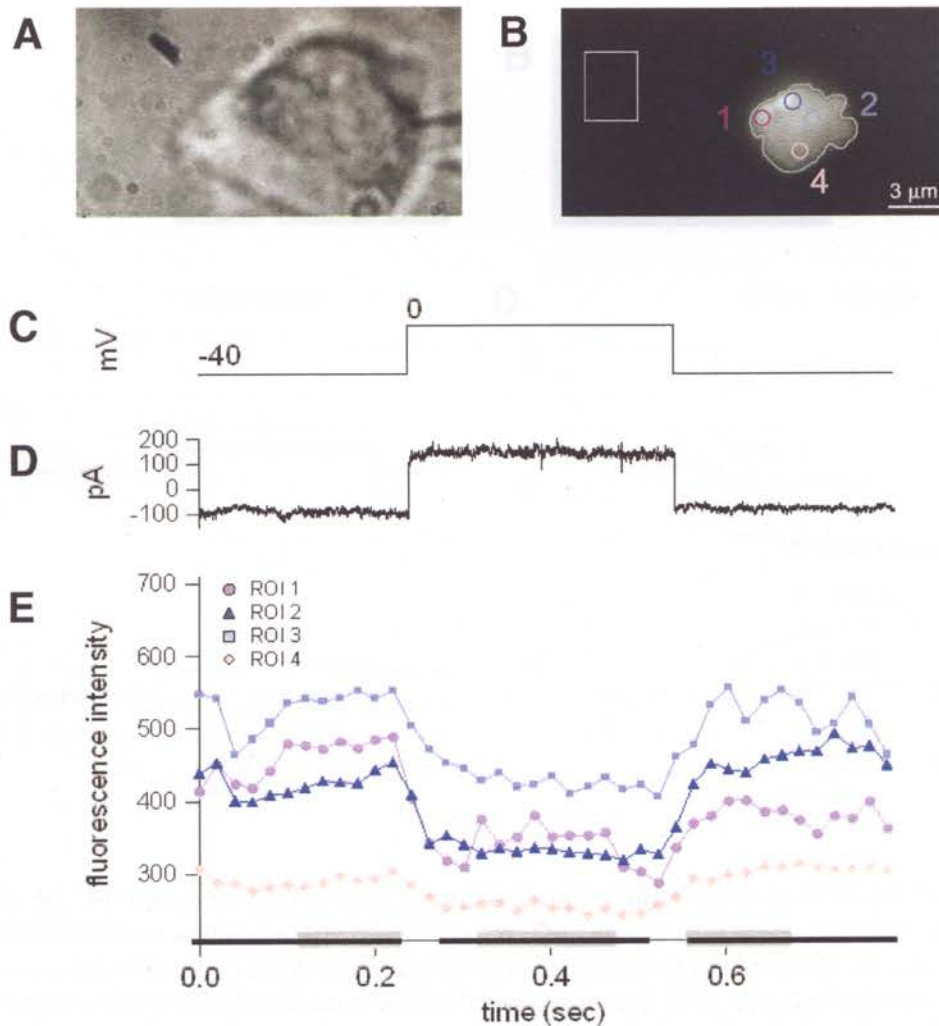 A
B
3
1
2
4
3 μm
C
mV
-40
0
D
pA
200
100
0
-100
E
fluorescence intensity
700
600
500
400
300
ROI 1
ROI 2
ROI 3
ROI 4
0.0
0.2
0.4
0.6
time (sec)